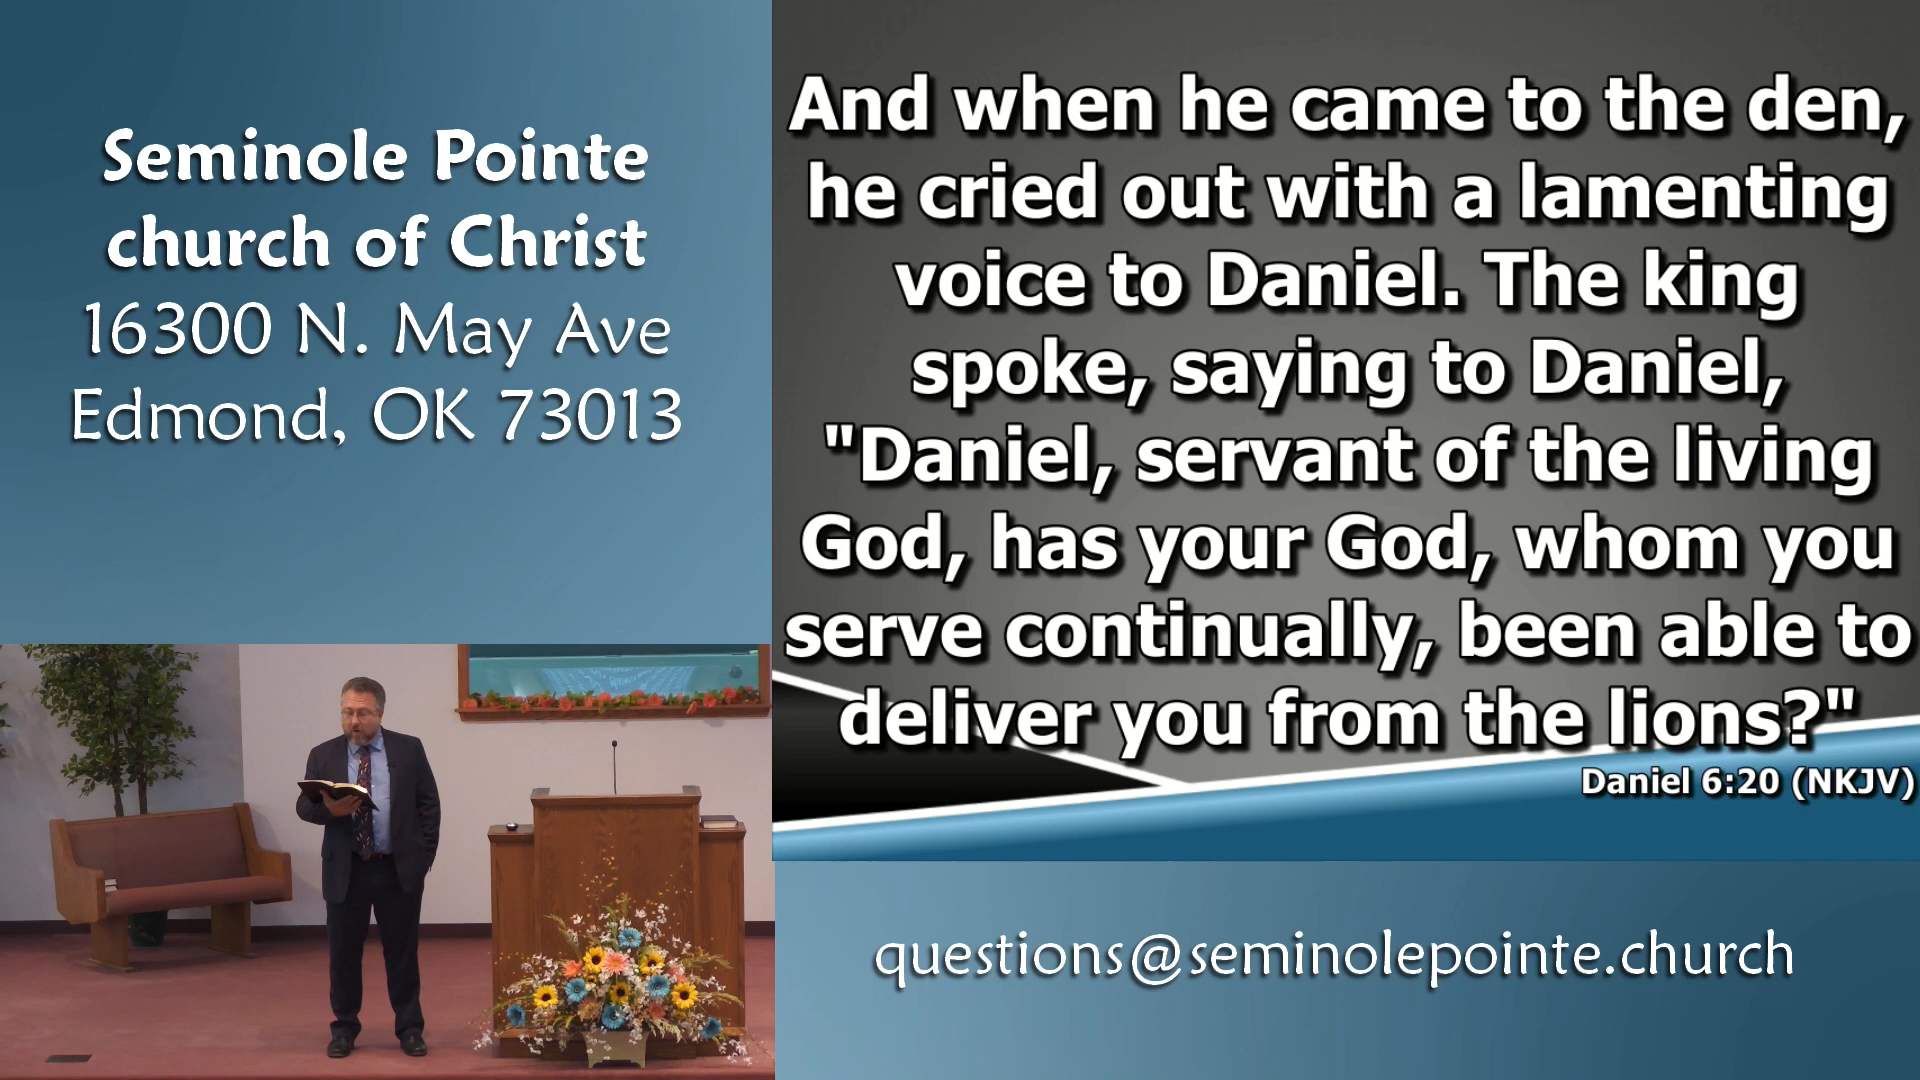 Seminole Pointe
church of Christ
16300 N. May Ave
Edmond, OK 73013
And when he came to the den,
he cried out with a lamenting
voice to Daniel. The king
spoke, saying to Daniel,
"Daniel, servant of the living
God, has your God, whom you
serve continually, been able to
deliver you from the lions?"
Daniel 6:20 (NKJV)
questions@seminolepointe.church